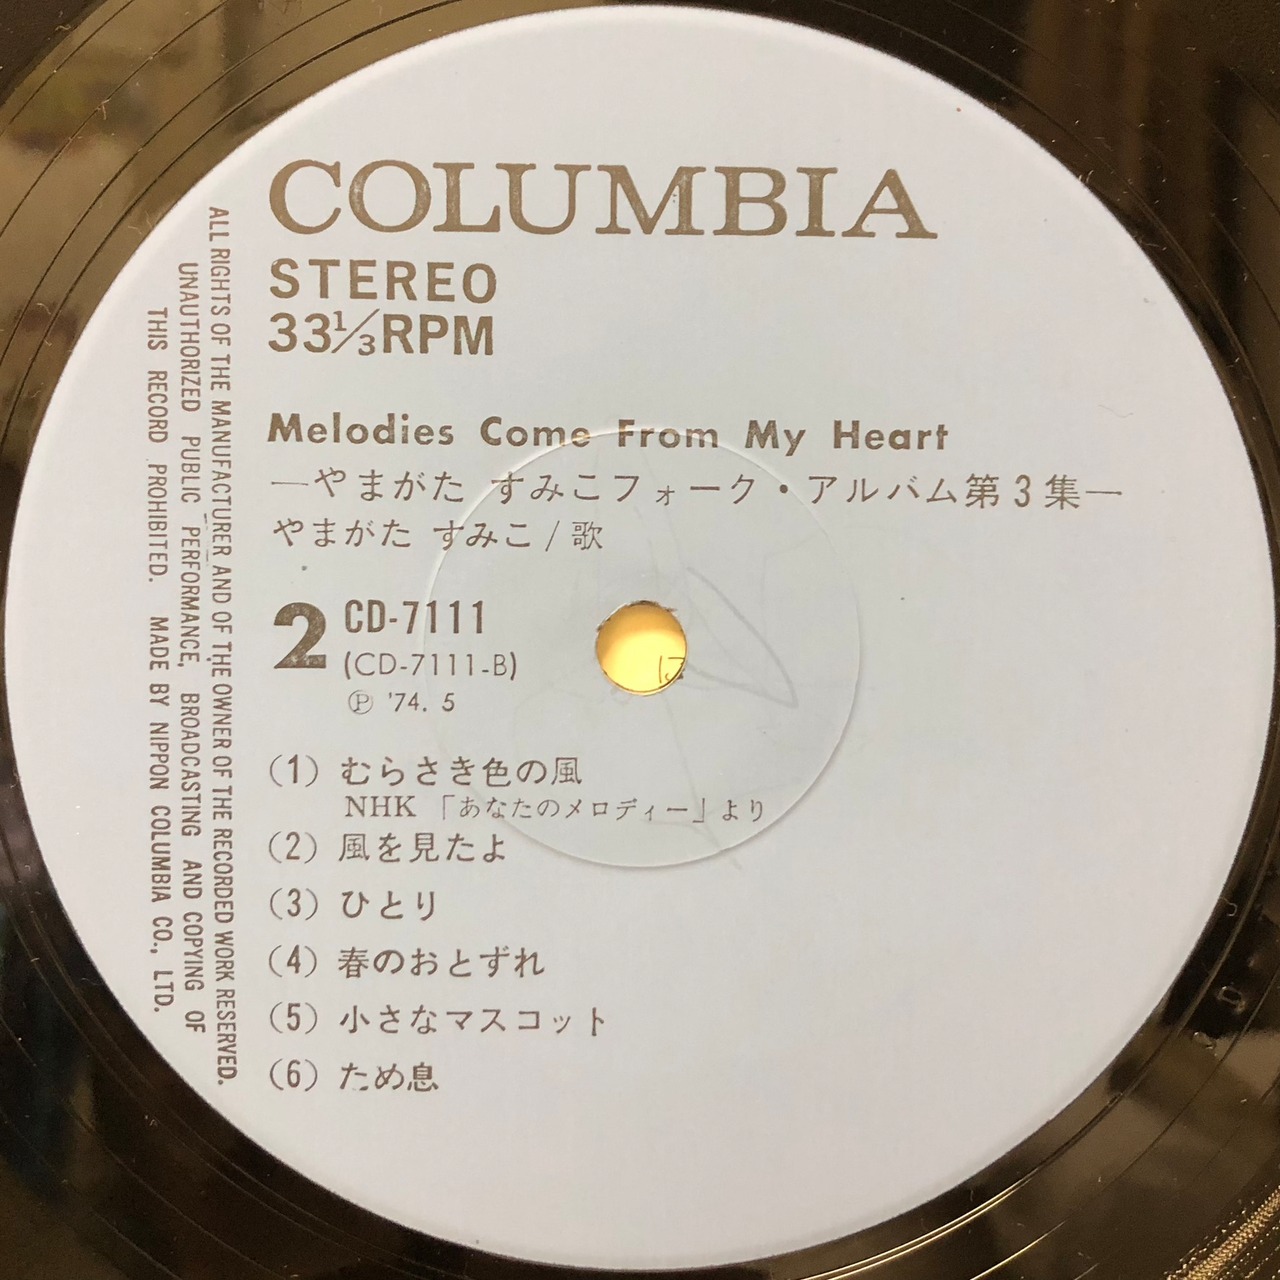 COLUMBIA
STEREO
33⅓RPM
Melodies Come From My Heart
—やまがた すみこフォーク・アルバム第3集—
やまがた すみこ / 歌
2 CD-7111
(CD-7111-B)
Ⓟ '74. 5
(1) むらさき色の風
NHK 「あなたのメロディー」より
(2) 風を見たよ
(3) ひとり
(4) 春のおとずれ
(5) 小さなマスコット
(6) ため息
ALL RIGHTS OF THE MANUFACTURER AND OF THE OWNER OF THE RECORDED WORK RESERVED.
UNAUTHORIZED PUBLIC PERFORMANCE, BROADCASTING AND COPYING OF
THIS RECORD PROHIBITED. MADE BY NIPPON COLUMBIA CO., LTD.